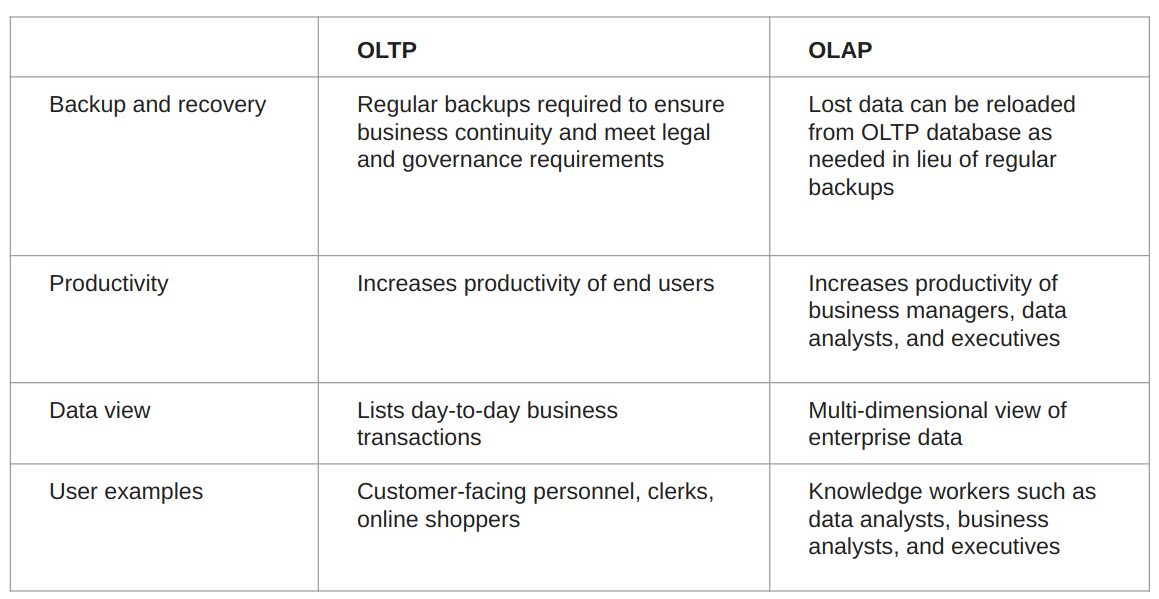 OLTP
OLAP
Backup and recovery
Regular backups required to ensure
business continuity and meet legal
and governance requirements
Lost data can be reloaded
from OLTP database as
needed in lieu of regular
backups
Productivity
Increases productivity of end users
Increases productivity of
business managers, data
analysts, and executives
Data view
Lists day-to-day business
transactions
Multi-dimensional view of
enterprise data
User examples
Customer-facing personnel, clerks,
online shoppers
Knowledge workers such as
data analysts, business
analysts, and executives